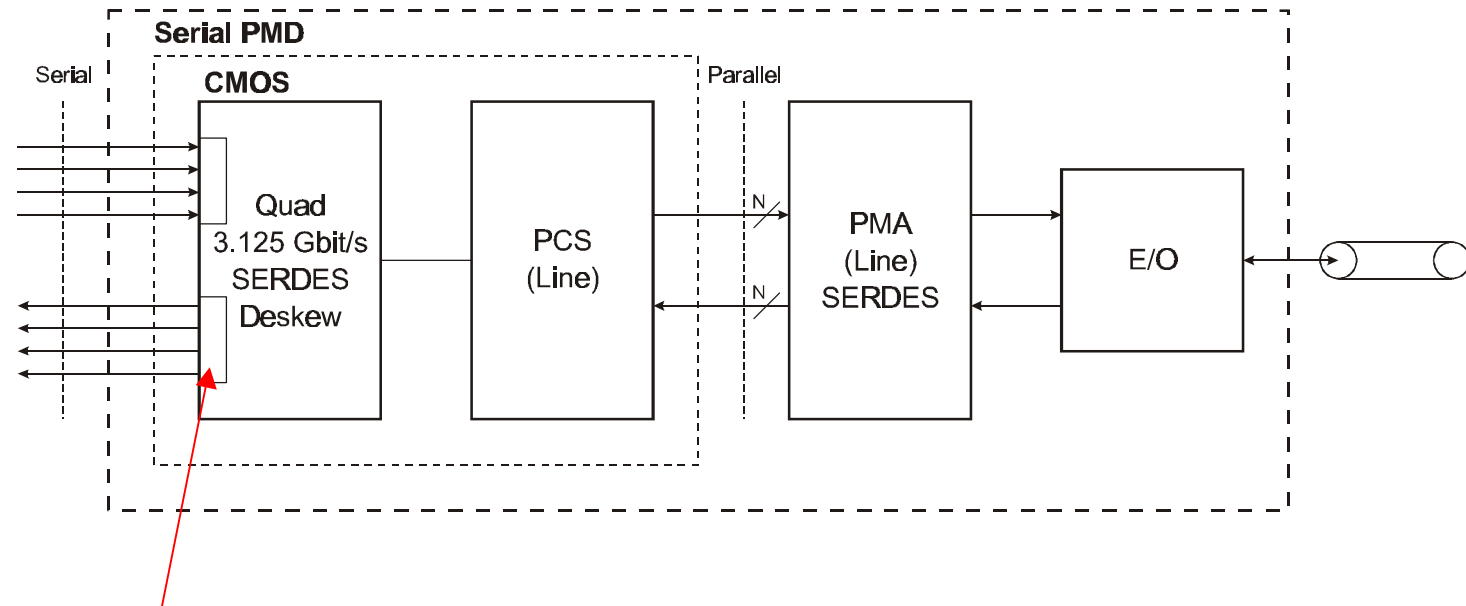 Serial PMD
Serial
CMOS
Parallel
Quad
3.125 Gbit/s
SERDES
Deskew
PCS
(Line)
N
N
PMA
(Line)
SERDES
E/O